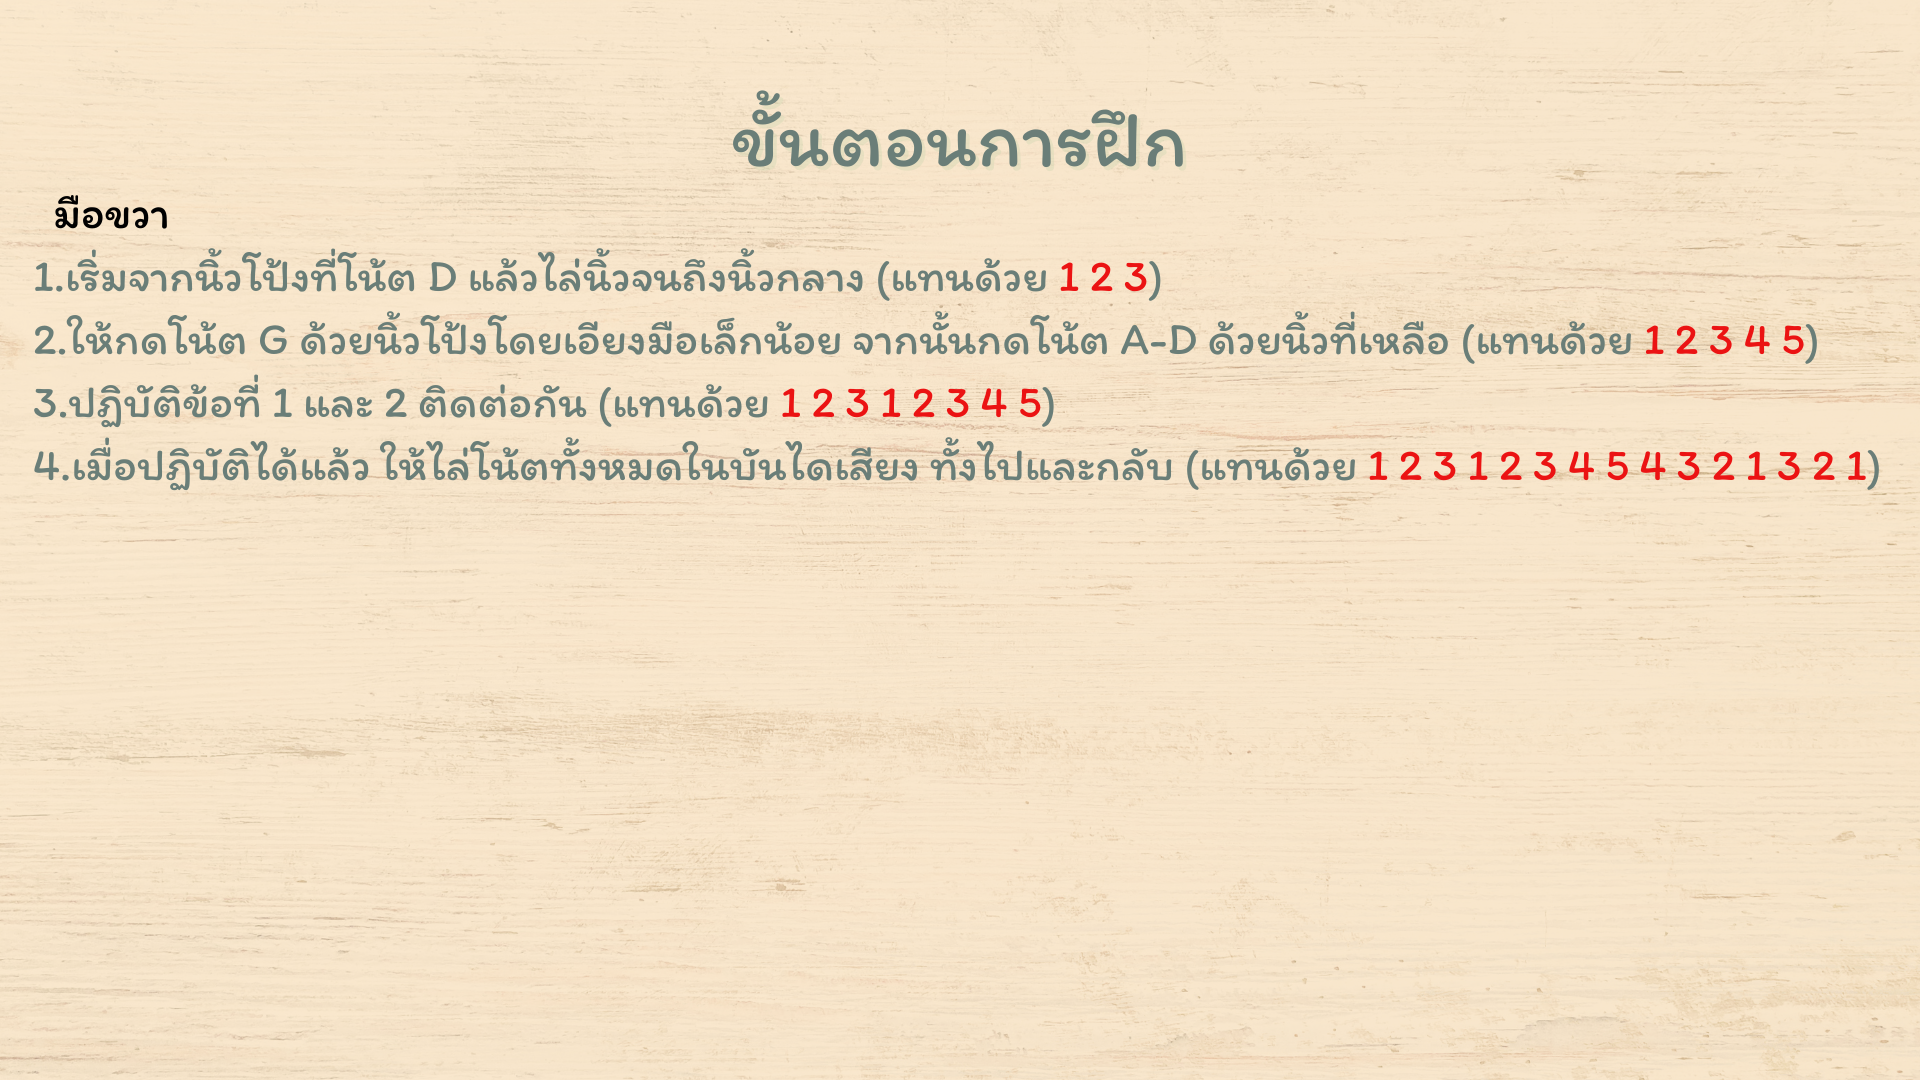 ขั้นตอนการฝึก
มือขวา
1.เริ่มจากนิ้วโป้งที่โน้ต D แล้วไล่นิ้วจนถึงนิ้วกลาง (แทนด้วย 1 2 3)
2.ให้กดโน้ต G ด้วยนิ้วโป้งโดยเอียงมือเล็กน้อย จากนั้นกดโน้ต A-D ด้วยนิ้วที่เหลือ (แทนด้วย 1 2 3 4 5)
3.ปฏิบัติข้อที่ 1 และ 2 ติดต่อกัน (แทนด้วย 1 2 3 1 2 3 4 5)
4.เมื่อปฏิบัติได้แล้ว ให้ไล่โน้ตทั้งหมดในบันไดเสียง ทั้งไปและกลับ (แทนด้วย 1 2 3 1 2 3 4 5 4 3 2 1 3 2 1)